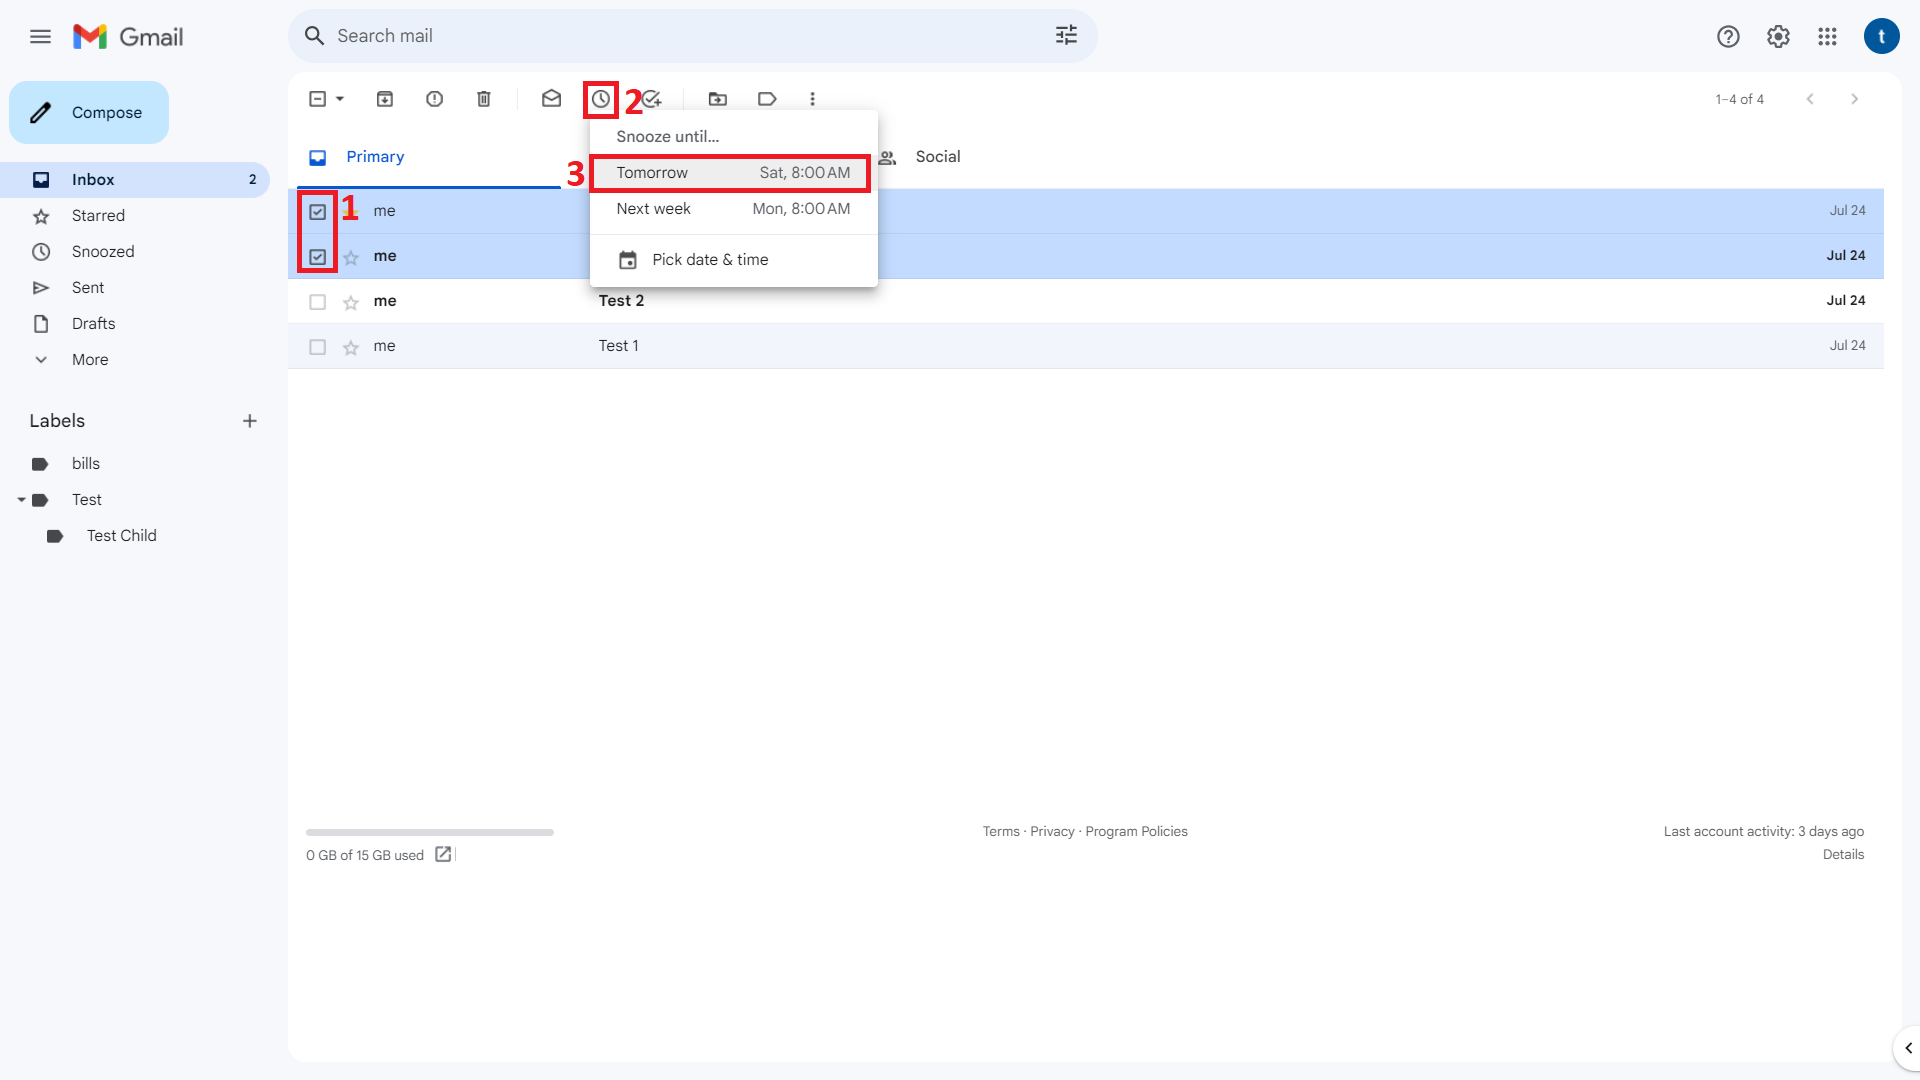 Gmail
Search mail
t
Compose
2
1–4 of 4
Snooze until...
Primary
Social
3
Tomorrow Sat, 8:00 AM
Next week Mon, 8:00 AM
Pick date & time
Inbox 2
Starred
Snoozed
Sent
Drafts
More
1
me Jul 24
me Jul 24
me Test 2 Jul 24
me Test 1 Jul 24
Labels
bills
Test
Test Child
Terms · Privacy · Program Policies
Last account activity: 3 days ago
0 GB of 15 GB used
Details